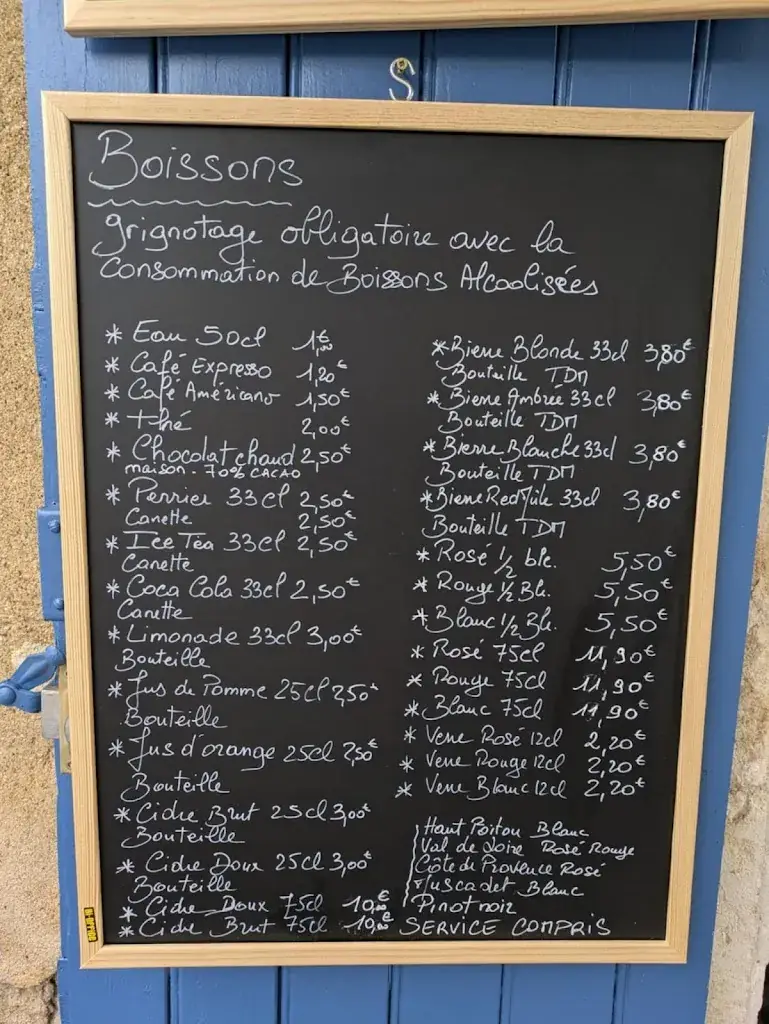 Boissons
grignotage obligatoire avec la
Consommation de Boissons Alcoolisées
* Eau 50cl 1,00€
* Café Expresso 1,20€
* Café Américano 1,50€
* thé 2,00€
* Chocolat chaud 2,50€
maison. 70% CACAO
* Perrier 33cl 2,50€
Canette 2,50€
* Ice Tea 33cl 2,50€
Canette
* Coca Cola 33cl 2,50€
Canette
* Limonade 33cl 3,00€
Bouteille
* Jus de Pomme 25cl 2,50€
Bouteille
* Jus d'orange 25cl 2,50€
Bouteille
* Cidre Brut 25cl 3,00€
Bouteille
* Cidre Doux 25cl 3,00€
Bouteille
* Cidre Doux 75cl 10,00€
* Cidre Brut 75cl 10,00€
* Bierre Blonde 33cl 3,80€
Bouteille TDM
* Bierre Ambrée 33cl 3,80€
Bouteille TDM
* Bierre Blanche 33cl 3,80€
Bouteille TDM
* Bierre Red 33cl 3,80€
Bouteille TDM
* Rosé 1/2 blc. 5,50€
* Rouge 1/2 Bl. 5,50€
* Blanc 1/2 Bl. 5,50€
* Rosé 75cl 11,90€
* Rouge 75cl 11,90€
* Blanc 75cl 11,90€
* Verre Rosé 12cl 2,20€
* Verre Rouge 12cl 2,20€
* Verre Blanc 12cl 2,20€
Haut Poitou Blanc
Val de Loire Rosé Rouge
Côte de Provence Rosé
Muscadet Blanc
Pinot noir
SERVICE COMPRIS